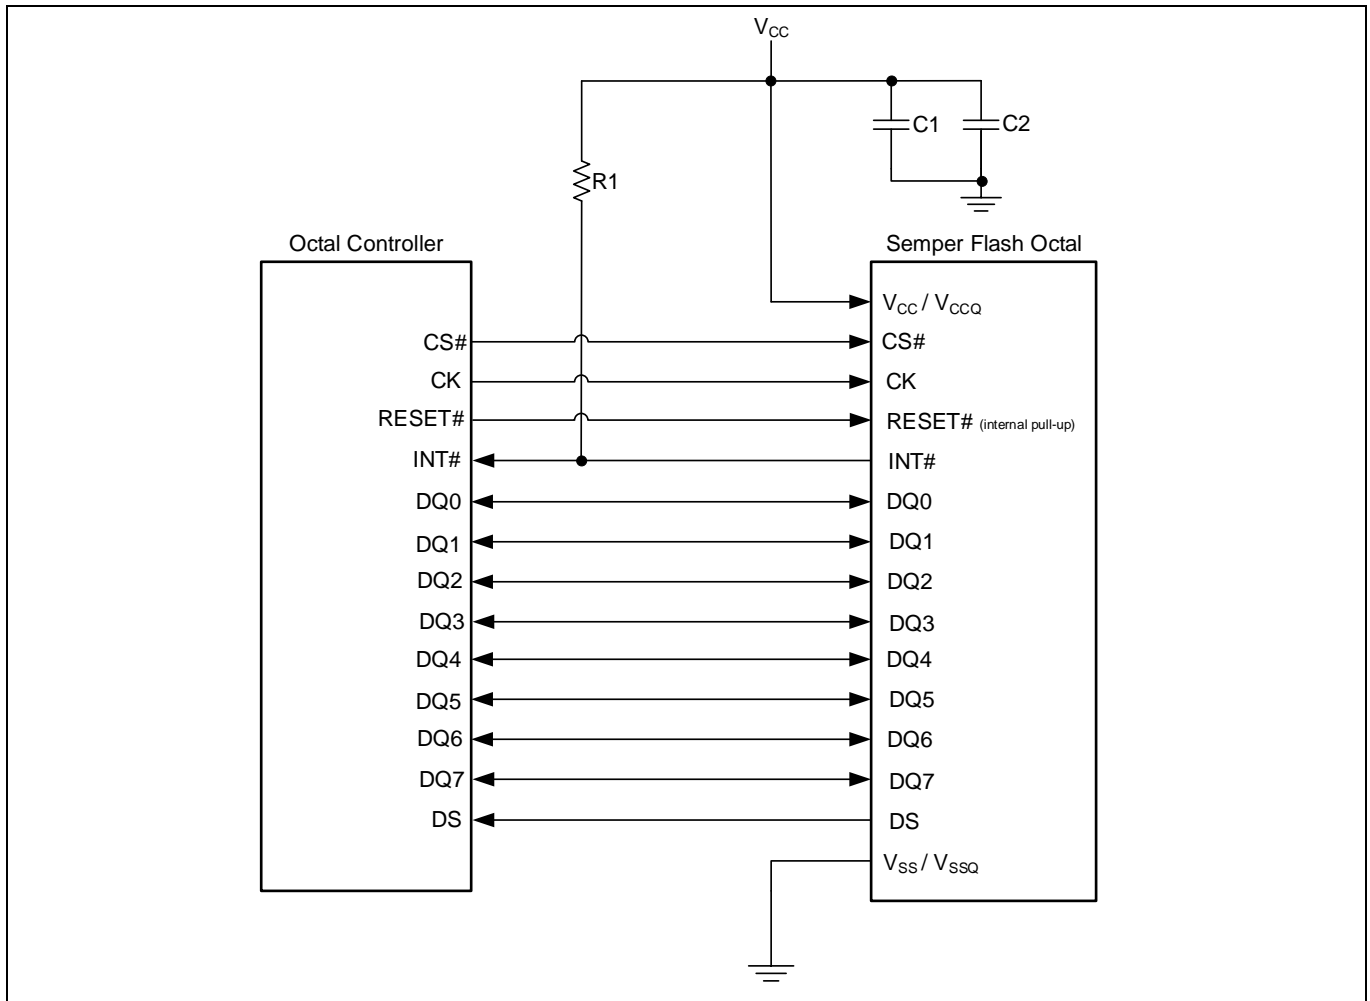 VCC
C1 C2
R1
Octal Controller Semper Flash Octal
VCC / VCCQ
CS# CS#
CK CK
RESET# RESET# (internal pull-up)
INT# INT#
DQ0 DQ0
DQ1 DQ1
DQ2 DQ2
DQ3 DQ3
DQ4 DQ4
DQ5 DQ5
DQ6 DQ6
DQ7 DQ7
DS DS
VSS / VSSQ